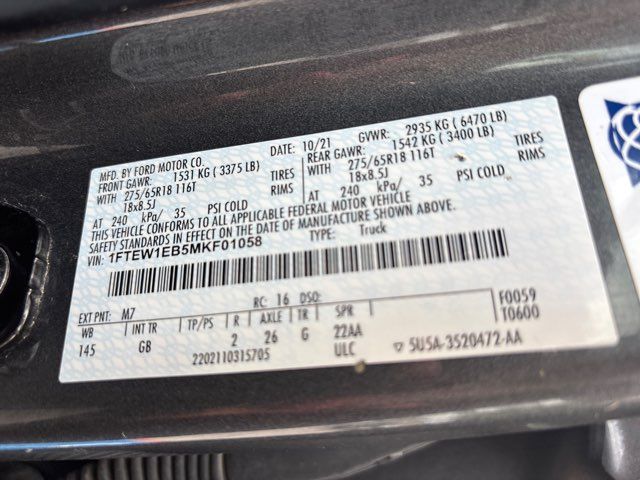 MFD. BY FORD MOTOR CO.
DATE: 10/21 GVWR: 2935 KG ( 6470 LB)
FRONT GAWR: 1531 KG ( 3375 LB)
REAR GAWR: 1542 KG ( 3400 LB)
WITH 275/65R18 116T TIRES
WITH 275/65R18 116T TIRES
18x8.5J RIMS
18x8.5J RIMS
AT 240 kPa/ 35 PSI COLD
AT 240 kPa/ 35 PSI COLD
THIS VEHICLE CONFORMS TO ALL APPLICABLE FEDERAL MOTOR VEHICLE
SAFETY STANDARDS IN EFFECT ON THE DATE OF MANUFACTURE SHOWN ABOVE.
VIN: 1FTEW1EB5MKF01058 TYPE: Truck
EXT PNT: M7 RC: 16 DSO: F0059
WB INT TR TP/PS R AXLE TR SPR T0600
145 GB 2 26 G 22AA
2202110315705 ULC 5U5A-3520472-AA